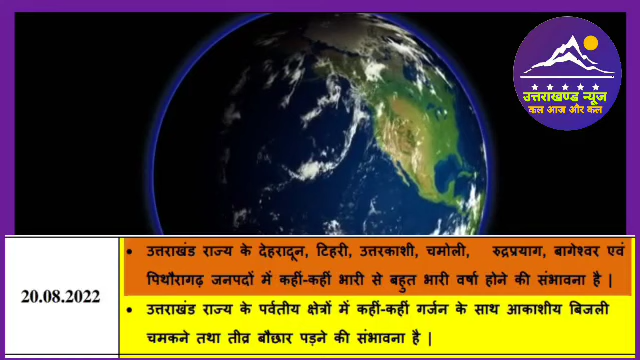 उत्तराखण्ड न्यूज
कल आज और कल
20.08.2022
• उत्तराखंड राज्य के देहरादून, टिहरी, उत्तरकाशी, चमोली, रुद्रप्रयाग, बागेश्वर एवं
पिथौरागढ़ जनपदों में कहीं-कहीं भारी से बहुत भारी वर्षा होने की संभावना है |
• उत्तराखंड राज्य के पर्वतीय क्षेत्रों में कहीं-कहीं गर्जन के साथ आकाशीय बिजली
चमकने तथा तीव्र बौछार पड़ने की संभावना है |